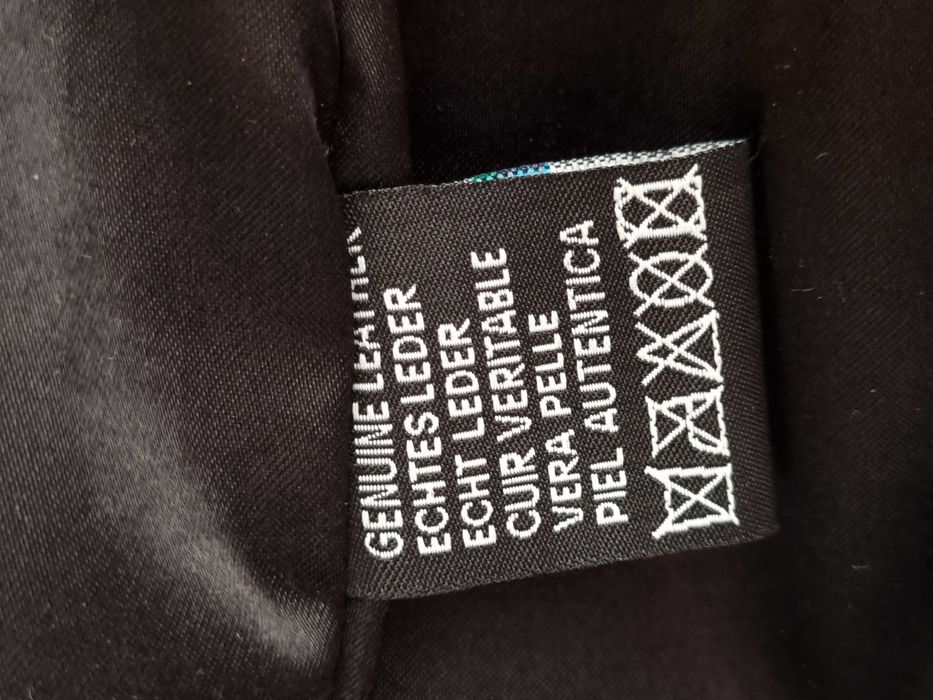 GENUINE LEATHER
ECHTES LEDER
ECHT LEDER
CUIR VERITABLE
VERA PELLE
PIEL AUTENTICA